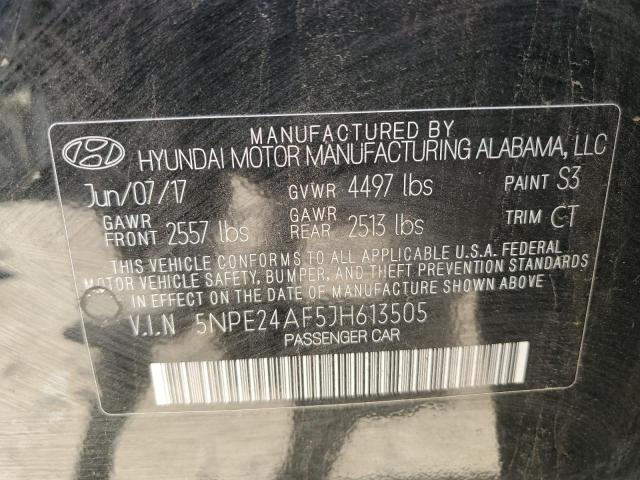 MANUFACTURED BY
HYUNDAI MOTOR MANUFACTURING ALABAMA, LLC
Jun/07/17 GVWR 4497 lbs PAINT S3
GAWR FRONT 2557 lbs GAWR REAR 2513 lbs TRIM CT
THIS VEHICLE CONFORMS TO ALL APPLICABLE U.S.A. FEDERAL
MOTOR VEHICLE SAFETY, BUMPER, AND THEFT PREVENTION STANDARDS
IN EFFECT ON THE DATE OF MANUFACTURE SHOWN ABOVE
V.I.N 5NPE24AF5JH613505
PASSENGER CAR